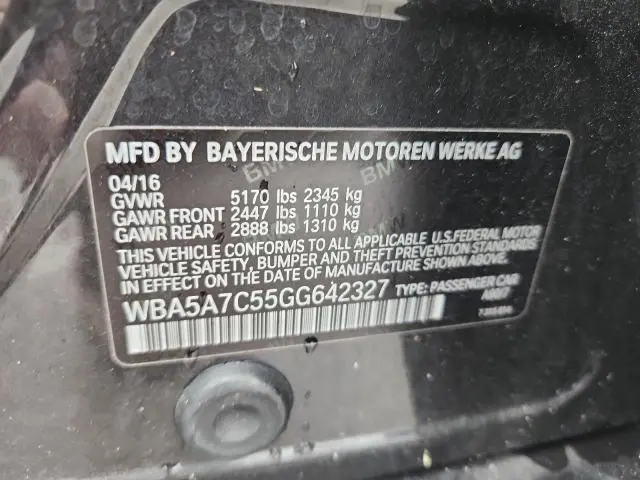 MFD BY BAYERISCHE MOTOREN WERKE AG
04/16
GVWR 5170 lbs 2345 kg
GAWR FRONT 2447 lbs 1110 kg
GAWR REAR 2888 lbs 1310 kg
THIS VEHICLE CONFORMS TO ALL APPLICABLE U.S.FEDERAL MOTOR
VEHICLE SAFETY, BUMPER AND THEFT PREVENTION STANDARDS
IN EFFECT ON THE DATE OF MANUFACTURE SHOWN ABOVE.
WBA5A7C55GG642327 TYPE: PASSENGER CAR